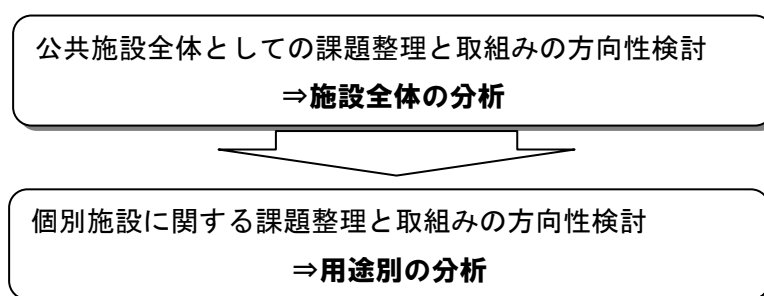 公共施設全体としての課題整理と取組みの方向性検討
⇒施設全体の分析
個別施設に関する課題整理と取組みの方向性検討
⇒用途別の分析